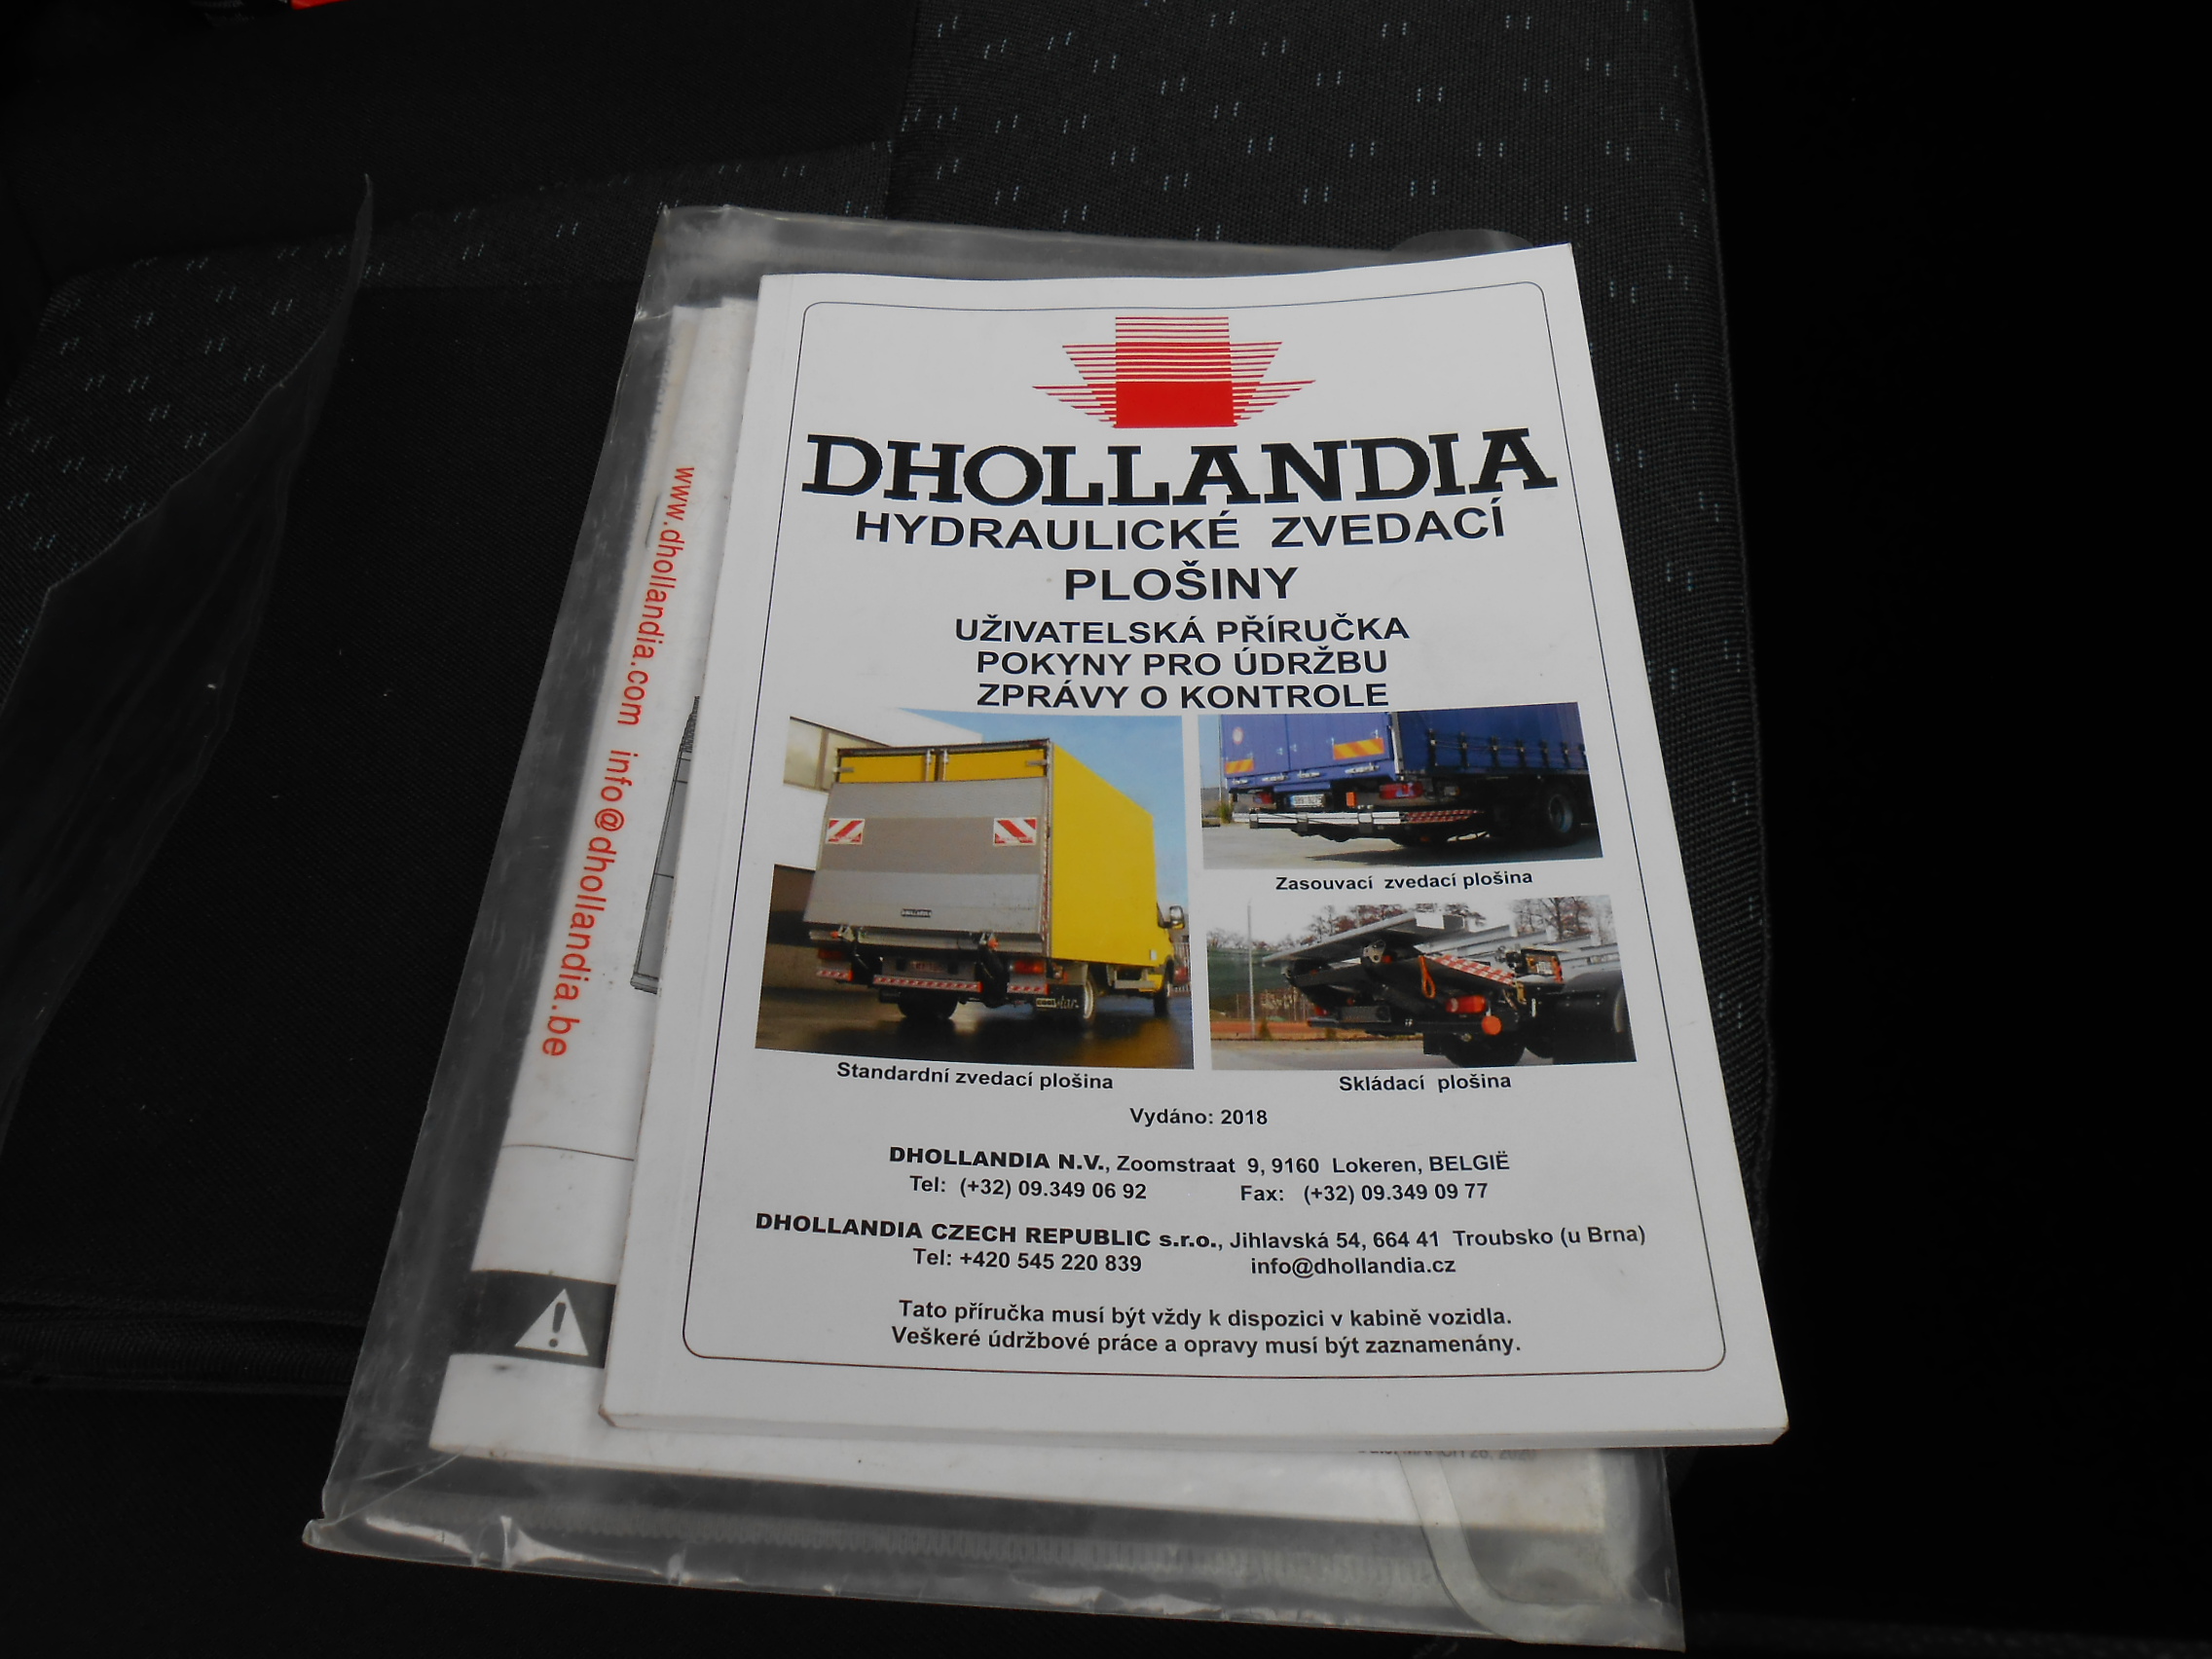 DHOLLANDIA
HYDRAULICKÉ ZVEDACÍ
PLOŠINY
UŽIVATELSKÁ PŘÍRUČKA
POKYNY PRO ÚDRŽBU
ZPRÁVY O KONTROLE
Zasouvací zvedací plošina
Standardní zvedací plošina
Skládací plošina
Vydáno: 2018
DHOLLANDIA N.V., Zoomstraat 9, 9160 Lokeren, BELGIË
Tel: (+32) 09.349 06 92 Fax: (+32) 09.349 09 77
DHOLLANDIA CZECH REPUBLIC s.r.o., Jihlavská 54, 664 41 Troubsko (u Brna)
Tel: +420 545 220 839 info@dhollandia.cz
Tato příručka musí být vždy k dispozici v kabině vozidla.
Veškeré údržbové práce a opravy musí být zaznamenány.
www.dhollandia.com info@dhollandia.be